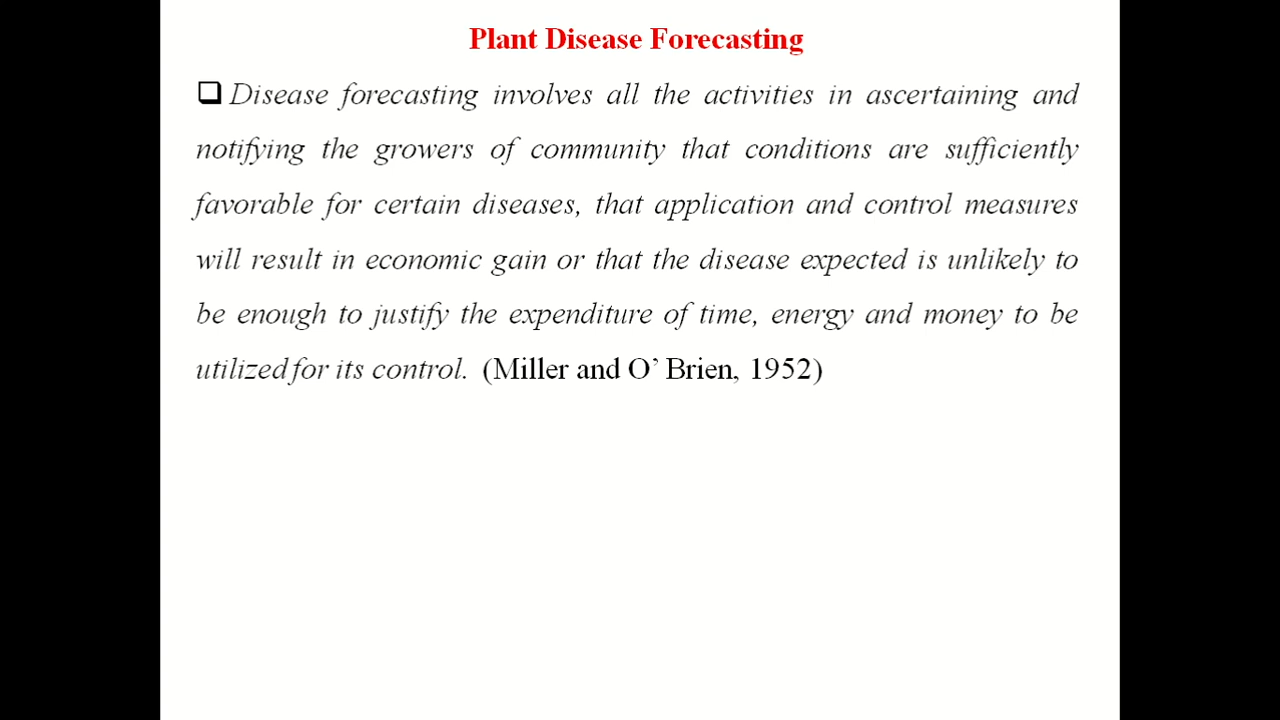 Plant Disease Forecasting
❑ Disease forecasting involves all the activities in ascertaining and
notifying the growers of community that conditions are sufficiently
favorable for certain diseases, that application and control measures
will result in economic gain or that the disease expected is unlikely to
be enough to justify the expenditure of time, energy and money to be
utilized for its control. (Miller and O’ Brien, 1952)